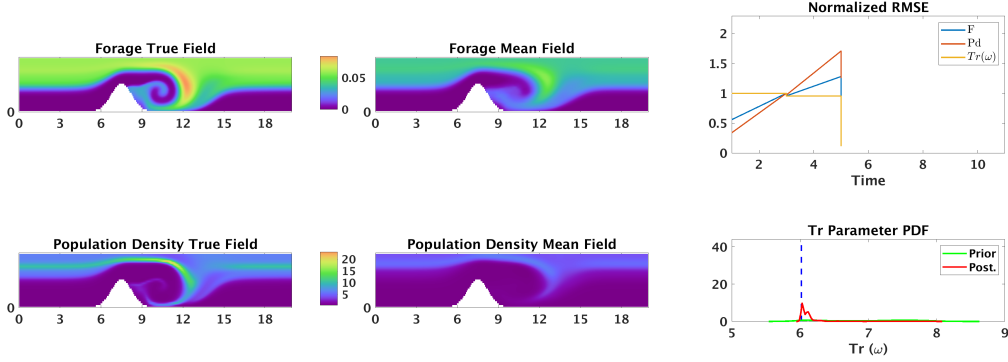 Forage True Field
0
0 3 6 9 12 15 18
0.05
0
Forage Mean Field
0
0 3 6 9 12 15 18
Normalized RMSE
2
1.5
1
0.5
0
2 4 6 8 10
Time
F
Pd
Tr(ω)
Population Density True Field
0
0 3 6 9 12 15 18
20
15
10
5
Population Density Mean Field
0
0 3 6 9 12 15 18
Tr Parameter PDF
40
20
0
5 6 7 8 9
Tr (ω)
Prior
Post.